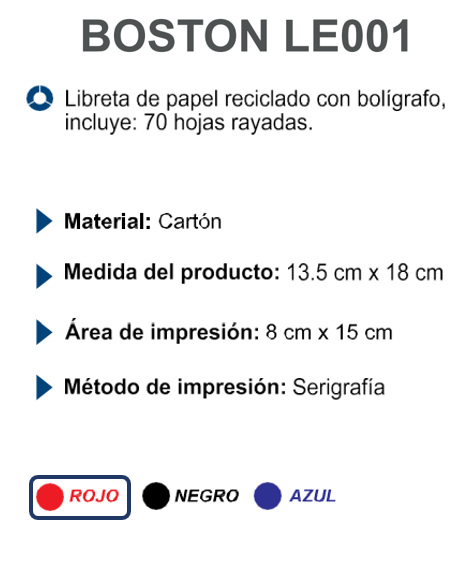 BOSTON LE001
Libreta de papel reciclado con bolígrafo,
incluye: 70 hojas rayadas.
Material: Cartón
Medida del producto: 13.5 cm x 18 cm
Área de impresión: 8 cm x 15 cm
Método de impresión: Serigrafía
ROJO NEGRO AZUL